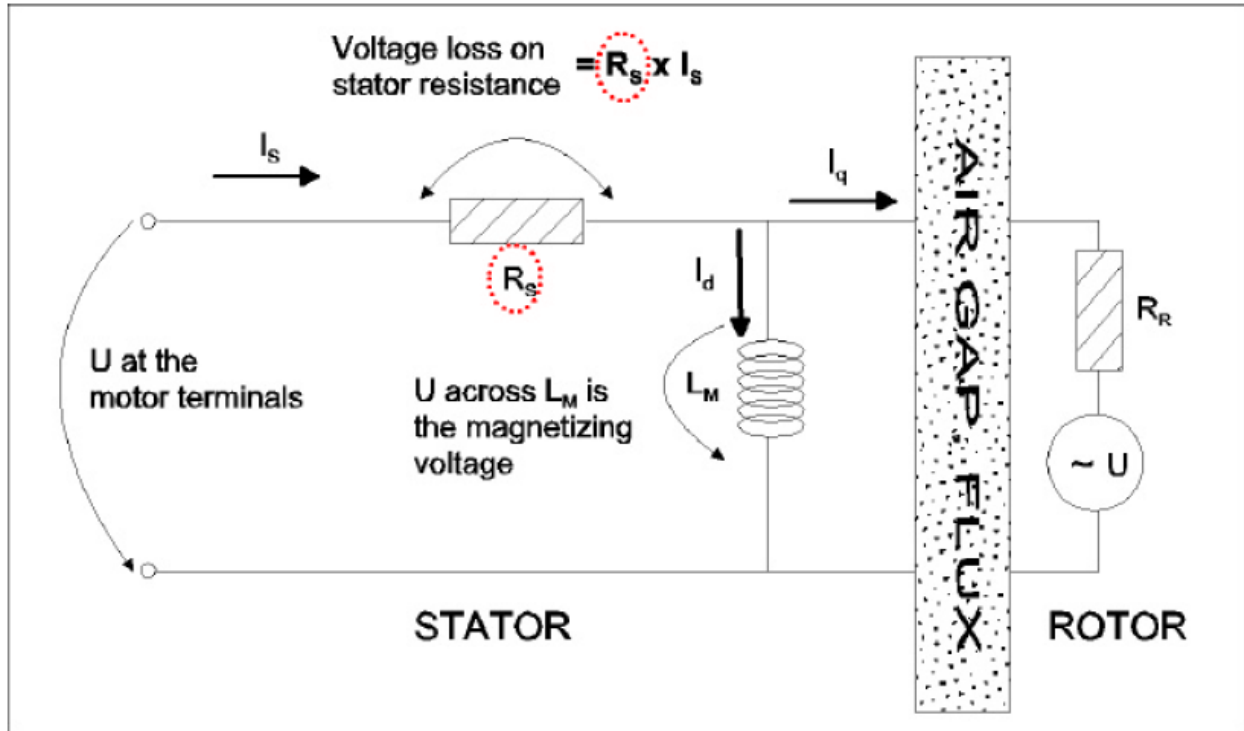 Voltage loss on
stator resistance
= Rs x Is
Is
Iq
Rs
Id
RR
U at the
motor terminals
U across LM is
the magnetizing
voltage
LM
~ U
AIR GAP FLUX
STATOR
ROTOR